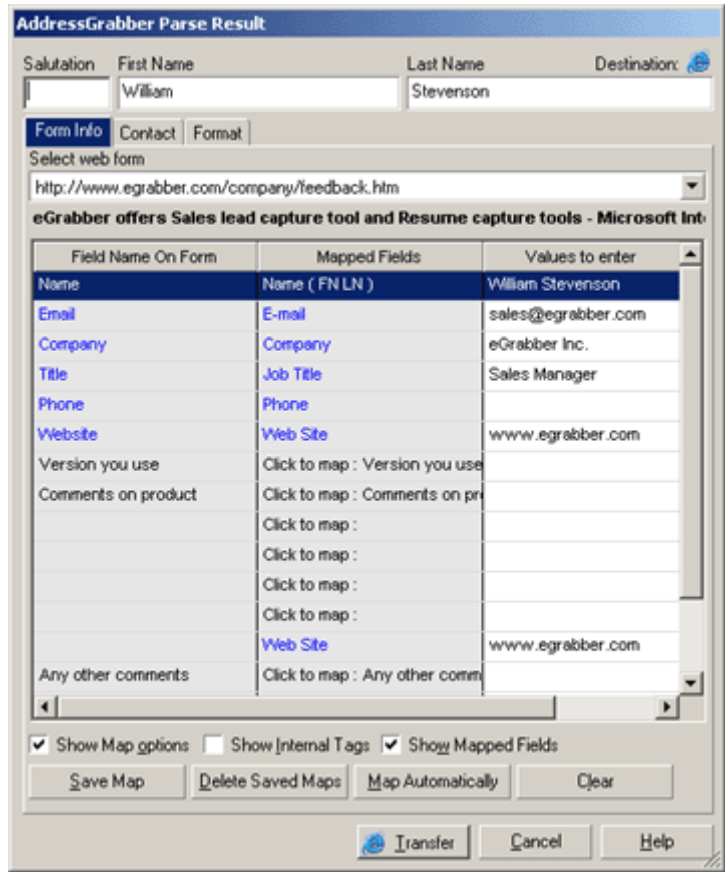 AddressGrabber Parse Result
Salutation First Name Last Name Destination:
William Stevenson
Form Info Contact Format
Select web form
http://www.egrabber.com/company/feedback.htm
eGrabber offers Sales lead capture tool and Resume capture tools - Microsoft Int
Field Name On Form Mapped Fields Values to enter
Name Name ( FN LN ) William Stevenson
Email E-mail sales@egrabber.com
Company Company eGrabber Inc.
Title Job Title Sales Manager
Phone Phone
Website Web Site www.egrabber.com
Version you use Click to map : Version you use
Comments on product Click to map : Comments on pr
Click to map :
Click to map :
Click to map :
Click to map :
Web Site www.egrabber.com
Any other comments Click to map : Any other comm
Show Map options Show Internal Tags Show Mapped Fields
Save Map Delete Saved Maps Map Automatically Clear
Transfer Cancel Help